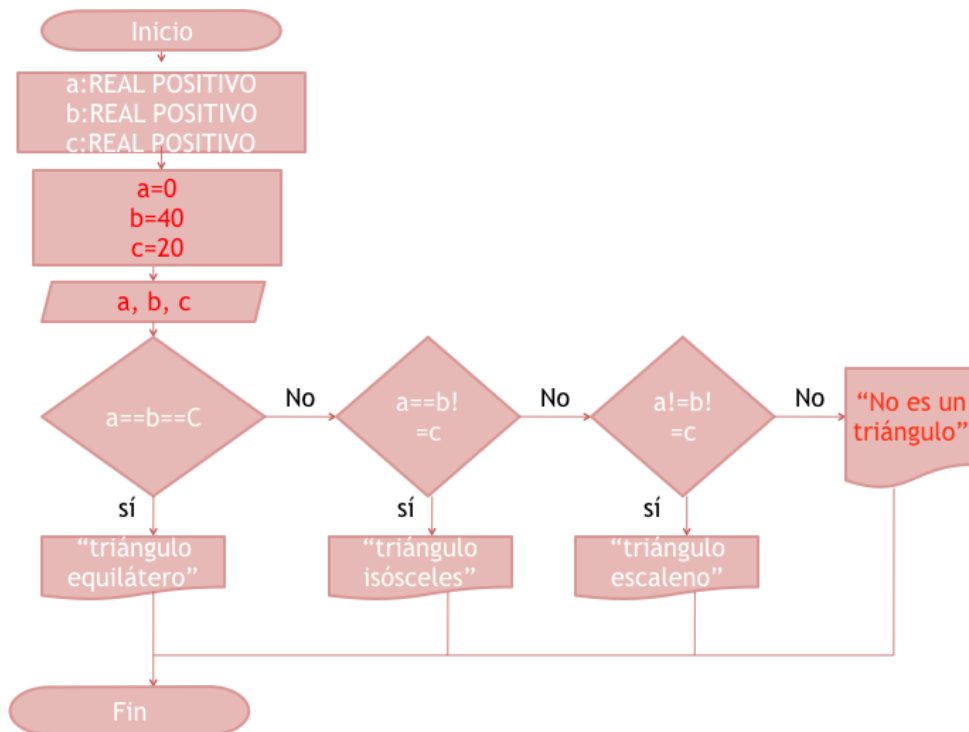 Inicio
a:REAL POSITIVO
b:REAL POSITIVO
c:REAL POSITIVO
a=0
b=40
c=20
a, b, c
a==b==C
No
a==b!
=c
No
a!=b!
=c
No
“No es un
triángulo”
sí
sí
sí
“triángulo
equilátero”
“triángulo
isósceles”
“triángulo
escaleno”
Fin